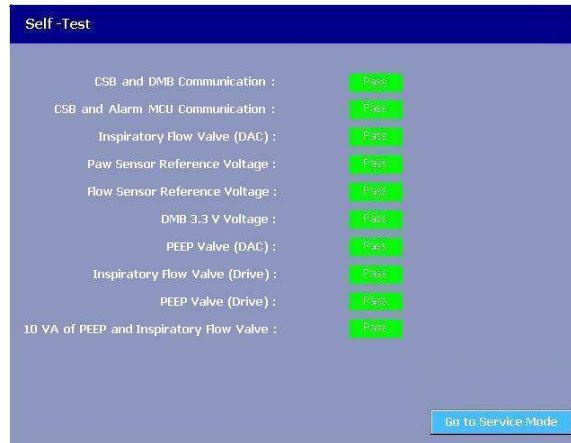 Self -Test
CSB and DMB Communication : Pass
CSB and Alarm MCU Communication : Pass
Inspiratory Flow Valve (DAC) : Pass
Paw Sensor Reference Voltage : Pass
Flow Sensor Reference Voltage : Pass
DMB 3.3 V Voltage : Pass
PEEP Valve (DAC) : Pass
Inspiratory Flow Valve (Drive) : Pass
PEEP Valve (Drive) : Pass
10 VA of PEEP and Inspiratory Flow Valve : Pass
Go to Service Mode